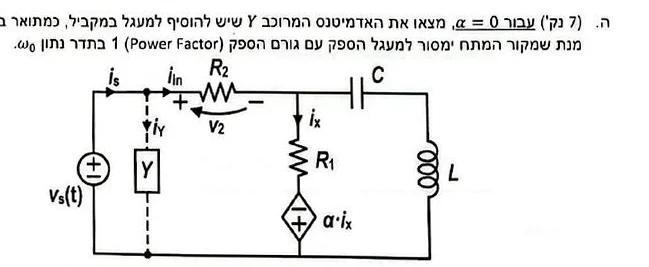 ה. (7 נק') עבור α = 0, מצאו את האדמיטנס המרוכב Y שיש להוסיף למעגל במקביל, כמתואר
מנת שמקור המתח ימסור למעגל הספק עם גורם הספק (Power Factor) 1 בתדר נתון ω₀.
R₂
C
iₛ
iᵢₙ
+
−
v₂
iₓ
i_Y
Y
R₁
L
vₛ(t)
α·iₓ